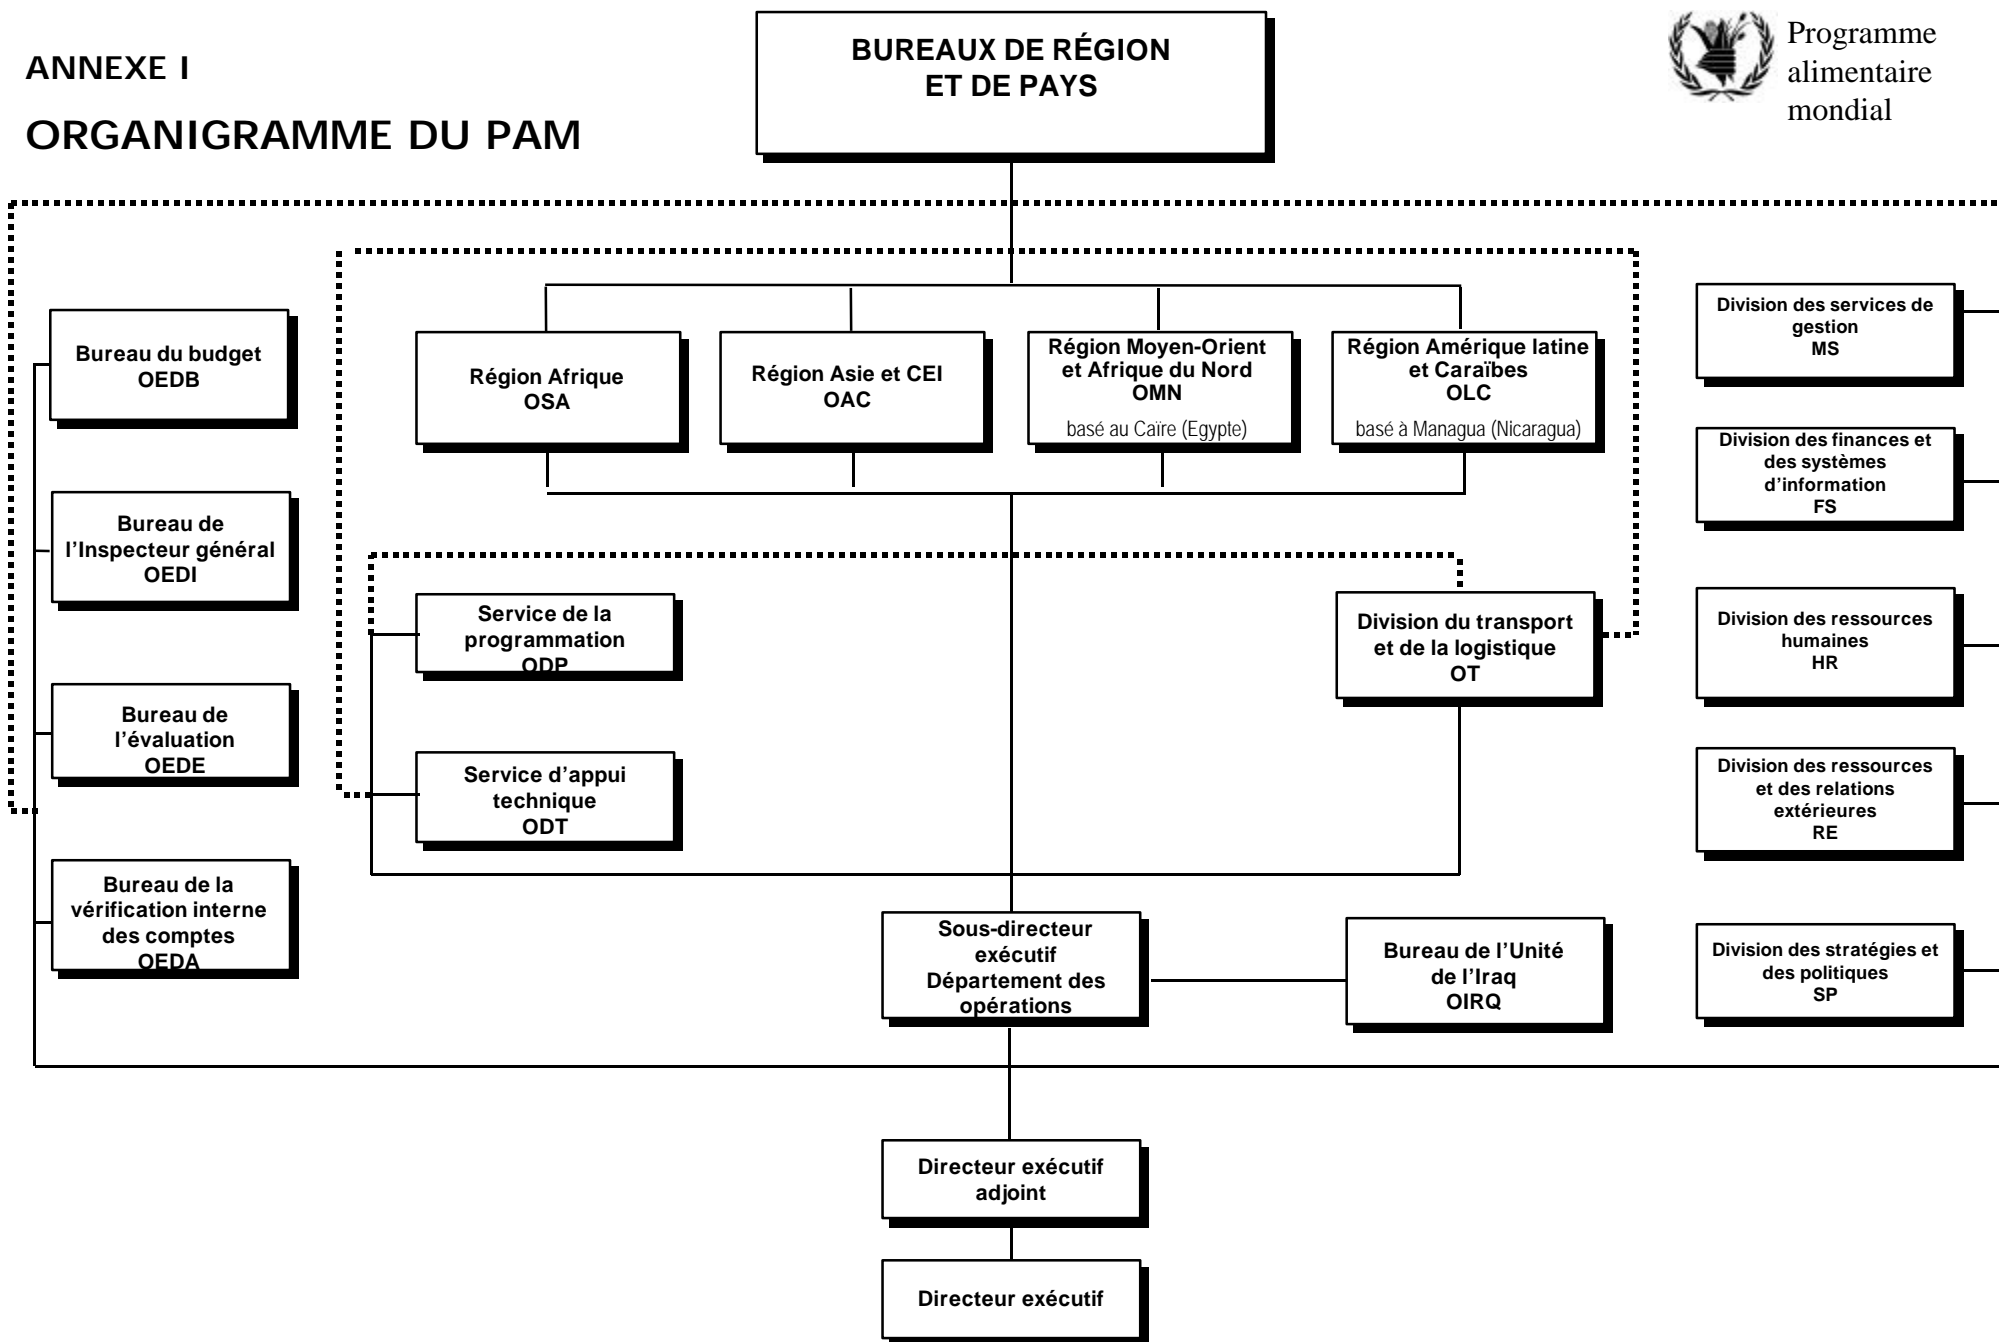 ANNEXE I
ORGANIGRAMME DU PAM
BUREAUX DE RÉGION
ET DE PAYS
Programme
alimentaire
mondial
Bureau du budget
OEDB
Bureau de
l’Inspecteur général
OEDI
Bureau de
l’évaluation
OEDE
Bureau de la
vérification interne
des comptes
OEDA
Région Afrique
OSA
Région Asie et CEI
OAC
Région Moyen-Orient
et Afrique du Nord
OMN
basé au Caïre (Egypte)
Région Amérique latine
et Caraïbes
OLC
basé à Managua (Nicaragua)
Service de la
programmation
ODP
Service d’appui
technique
ODT
Division du transport
et de la logistique
OT
Sous-directeur
exécutif
Département des
opérations
Bureau de l’Unité
de l’Iraq
OIRQ
Division des services de
gestion
MS
Division des finances et
des systèmes
d’information
FS
Division des ressources
humaines
HR
Division des ressources
et des relations
extérieures
RE
Division des stratégies et
des politiques
SP
Directeur exécutif
adjoint
Directeur exécutif